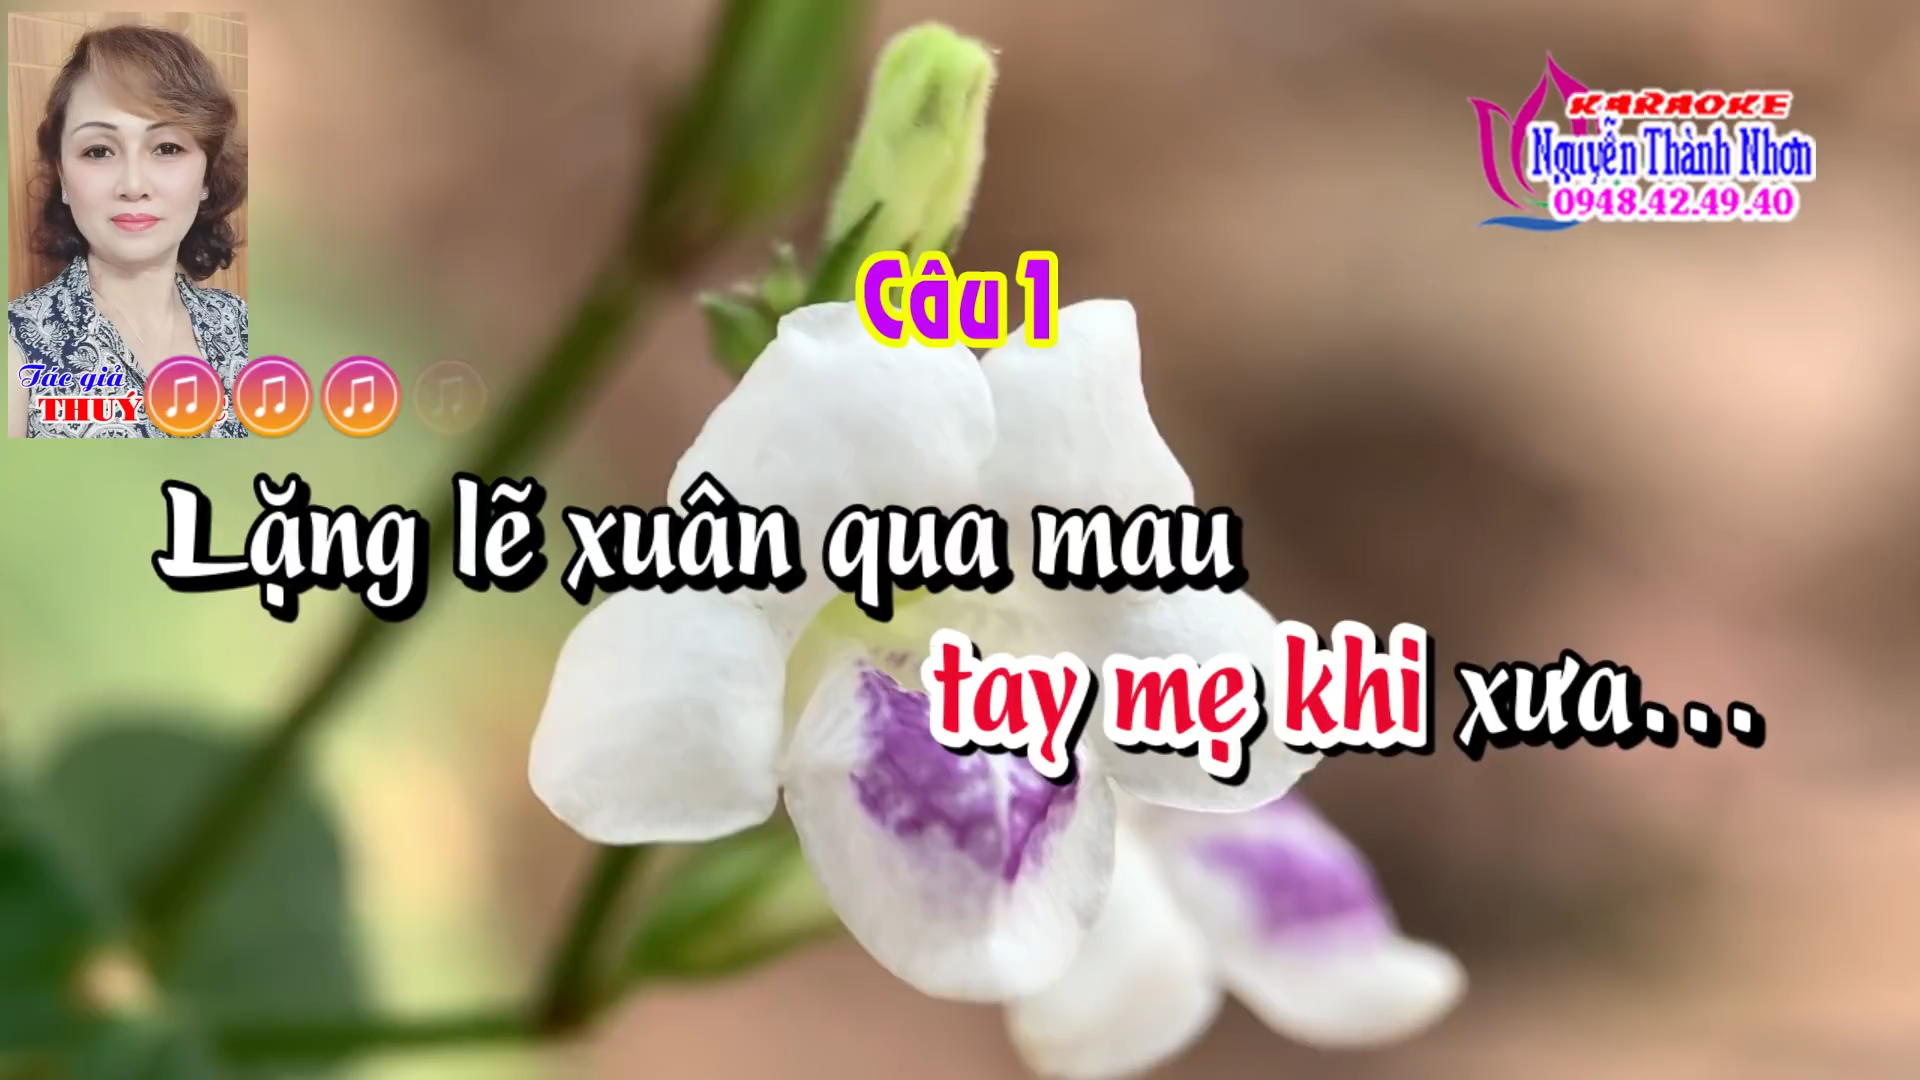 KARAOKE
Nguyễn Thành Nhơn
0948.42.49.40
Câu 1
Tác giả
THUÝ
Lặng lẽ xuân qua mau
tay mẹ khi xưa...